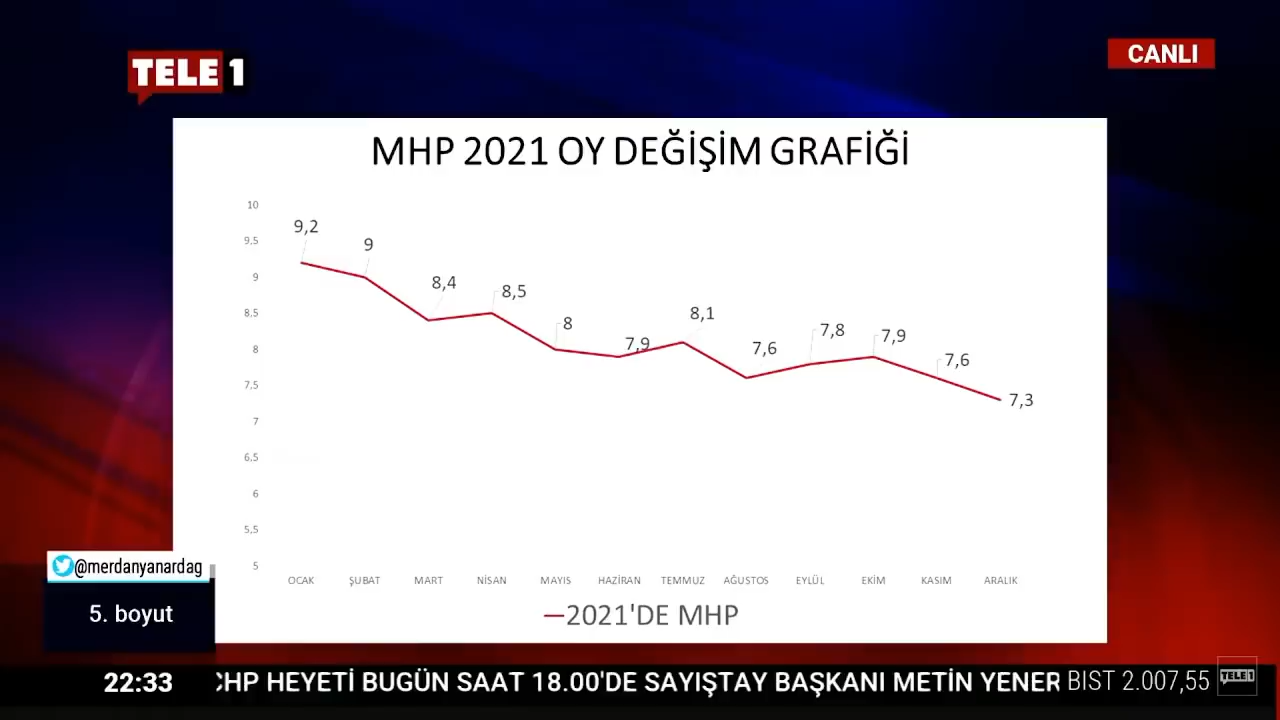 TELE 1
CANLI
MHP 2021 OY DEĞİŞİM GRAFİĞİ
10
9,5
9
8,5
8
7,5
7
6,5
6
5,5
5
9,2
9
8,4
8,5
8
7,9
8,1
7,6
7,8
7,9
7,6
7,3
OCAK ŞUBAT MART NİSAN MAYIS HAZİRAN TEMMUZ AĞUSTOS EYLÜL EKİM KASIM ARALIK
2021'DE MHP
@merdanyanardag
5. boyut
22:33 CHP HEYETİ BUGÜN SAAT 18.00'DE SAYIŞTAY BAŞKANI METİN YENER BIST 2.007,55 TELE1